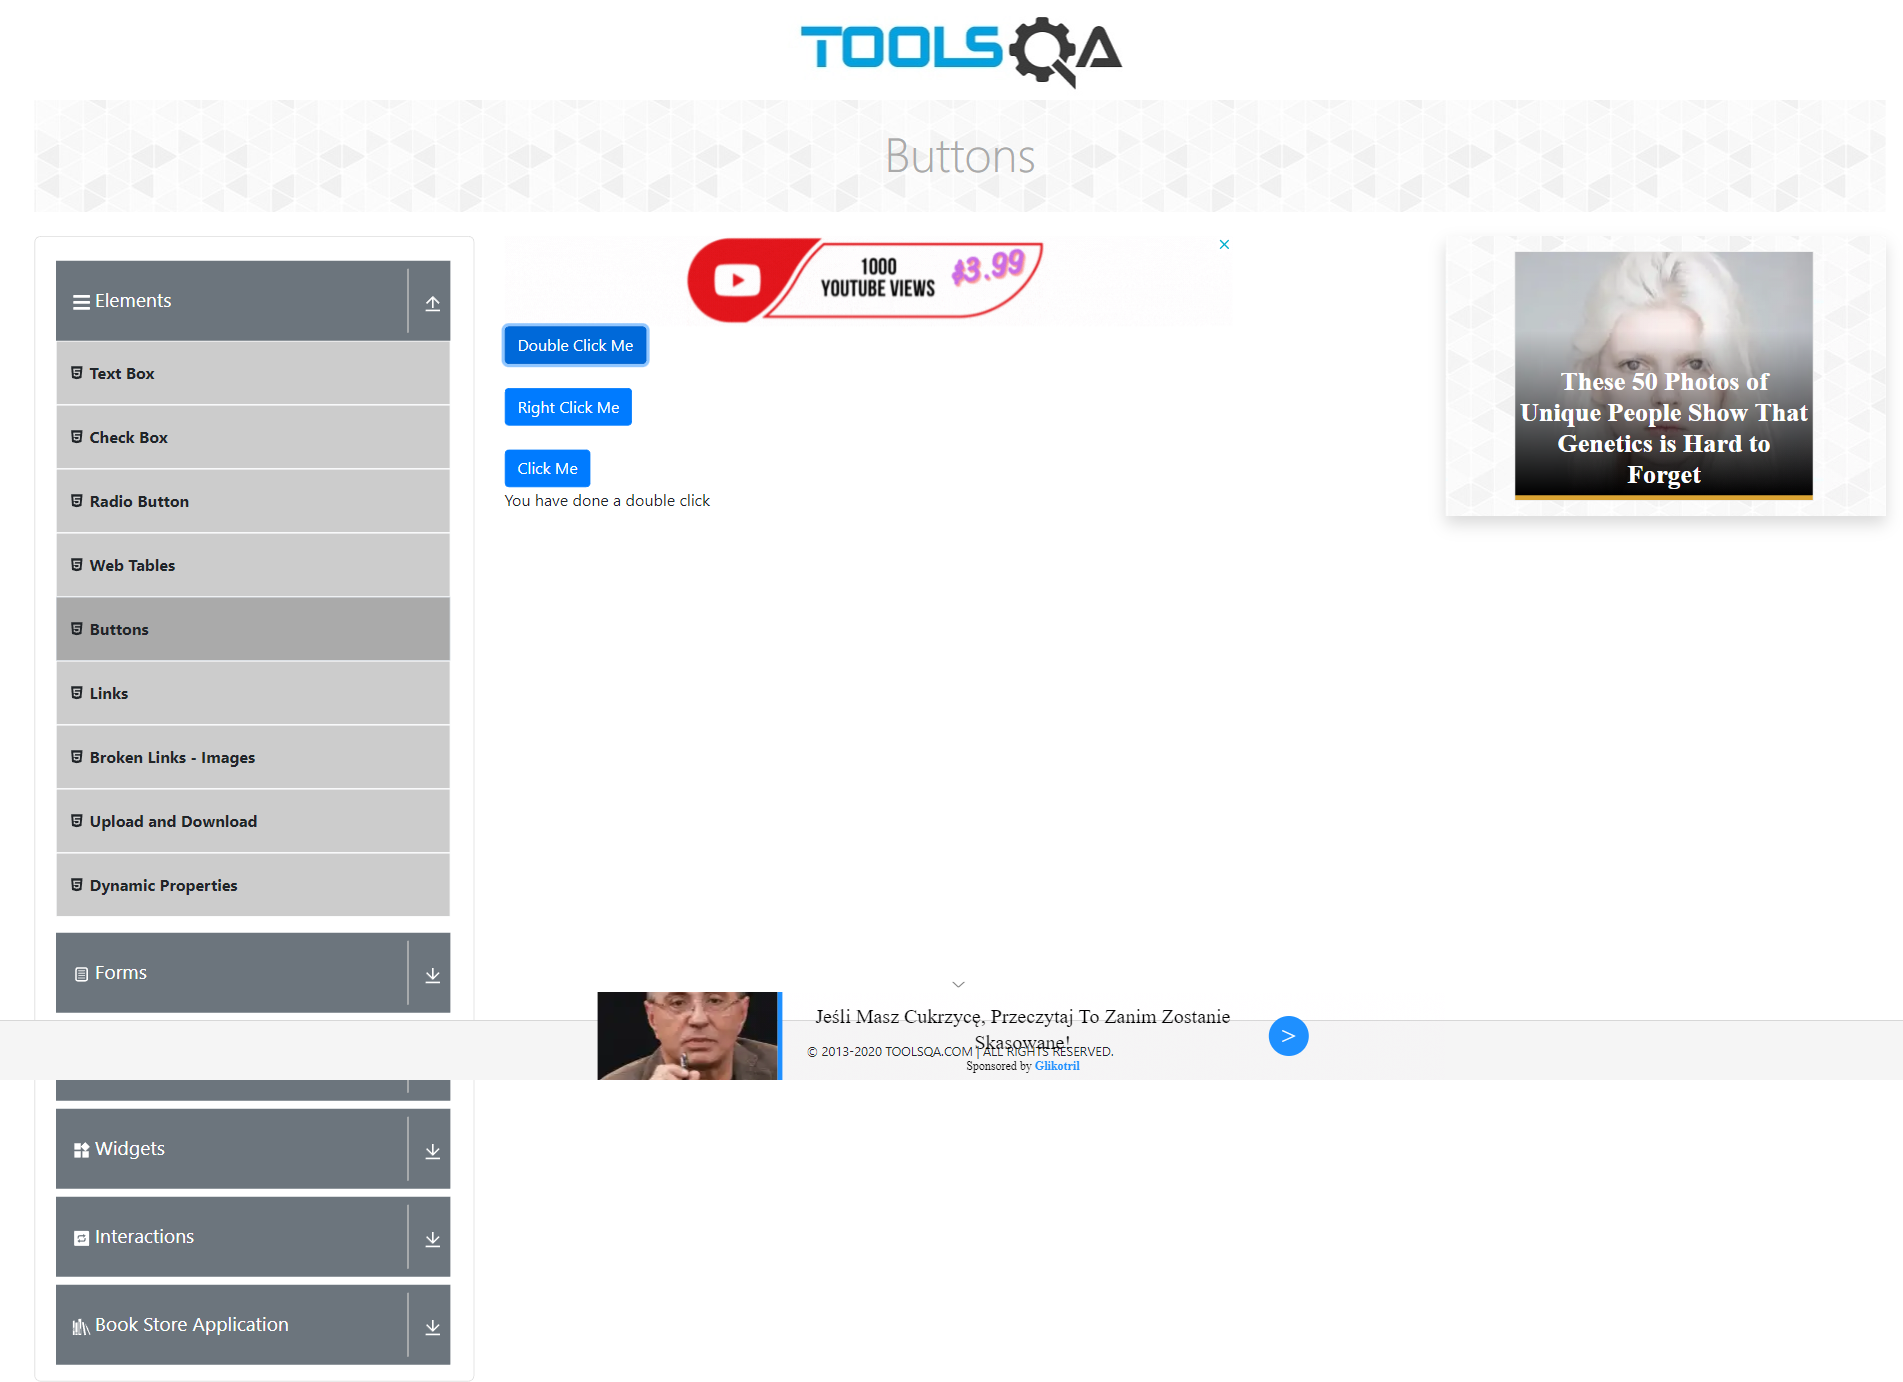 TOOLSQA
Buttons
Elements
Text Box
Check Box
Radio Button
Web Tables
Buttons
Links
Broken Links - Images
Upload and Download
Dynamic Properties
Forms
Widgets
Interactions
Book Store Application
1000
YOUTUBE VIEWS
$3.99
Double Click Me
Right Click Me
Click Me
You have done a double click
These 50 Photos of
Unique People Show That
Genetics is Hard to
Forget
Jeśli Masz Cukrzycę, Przeczytaj To Zanim Zostanie
Skasowane!
© 2013-2020 TOOLSQA.COM | ALL RIGHTS RESERVED.
Sponsored by Glikotril